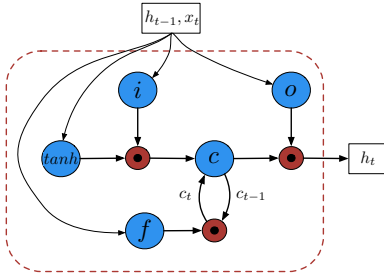 h_{t-1}, x_t
i
o
tanh
c
h_t
c_t
c_{t-1}
f